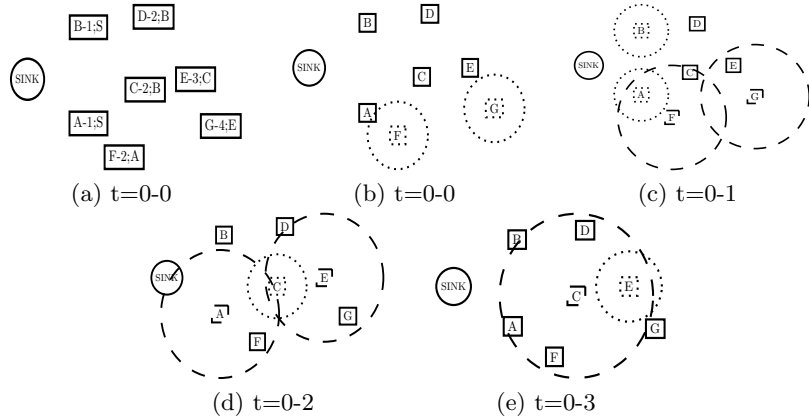 B-1;S
D-2;B
SINK
C-2;B
E-3;C
A-1;S
G-4;E
F-2;A
(a) t=0-0
B
D
SINK
E
C
A
G
F
(b) t=0-0
B
D
SINK
C
E
A
G
F
(c) t=0-1
B
D
SINK
C
E
A
G
F
(d) t=0-2
B
D
SINK
E
C
A
G
F
(e) t=0-3